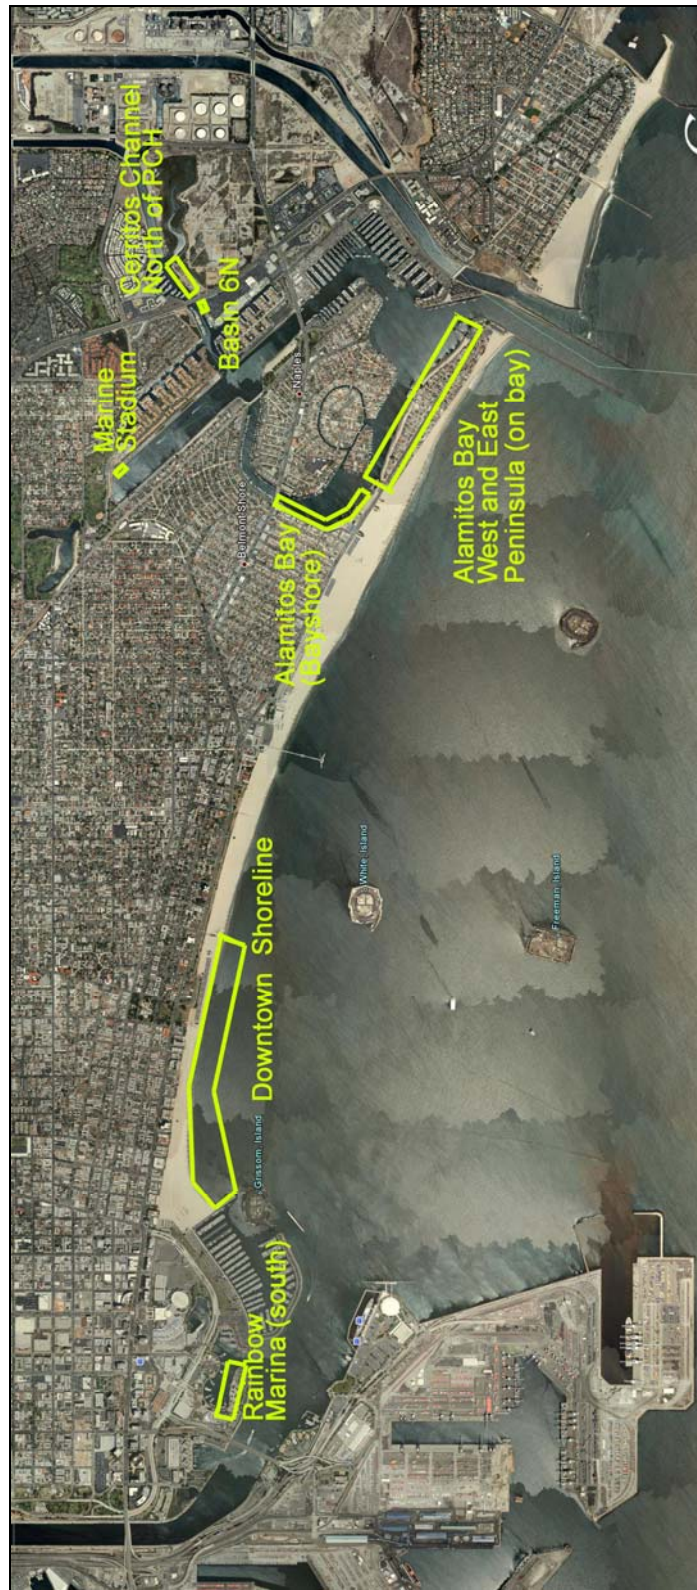 Marine
Stadium
Cerritos Channel
North of PCH
Basin 6N
Belmont Shore
Naples
Alamitos Bay
(Bayshore)
Rainbow
Marina (south)
Downtown Shoreline
Grissom Island
White Island
Alamitos Bay
West and East
Peninsula (on bay)
Freeman Island